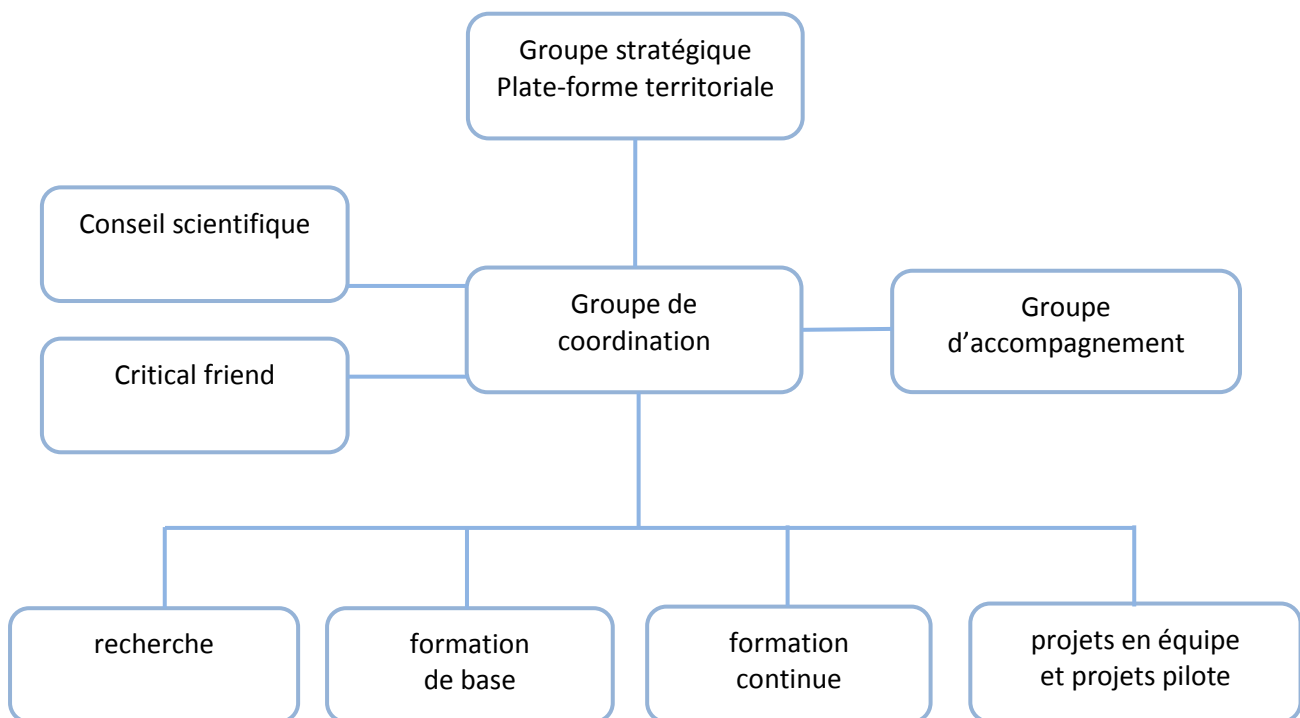 Groupe stratégique
Plate-forme territoriale
Conseil scientifique
Groupe de
coordination
Groupe
d’accompagnement
Critical friend
recherche
formation
de base
formation
continue
projets en équipe
et projets pilote